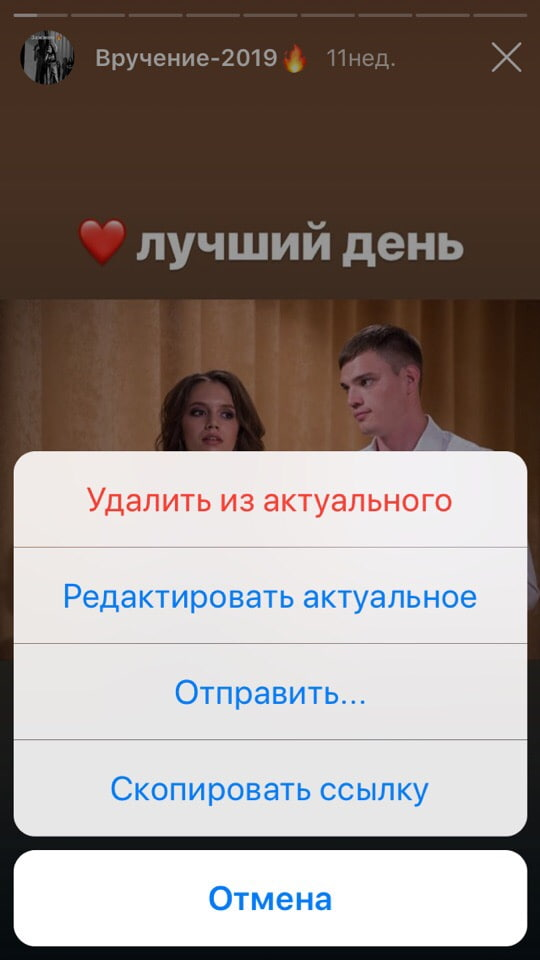 Вручение-2019🔥 11нед.
❤️лучший день
Удалить из актуального
Редактировать актуальное
Отправить...
Скопировать ссылку
Отмена